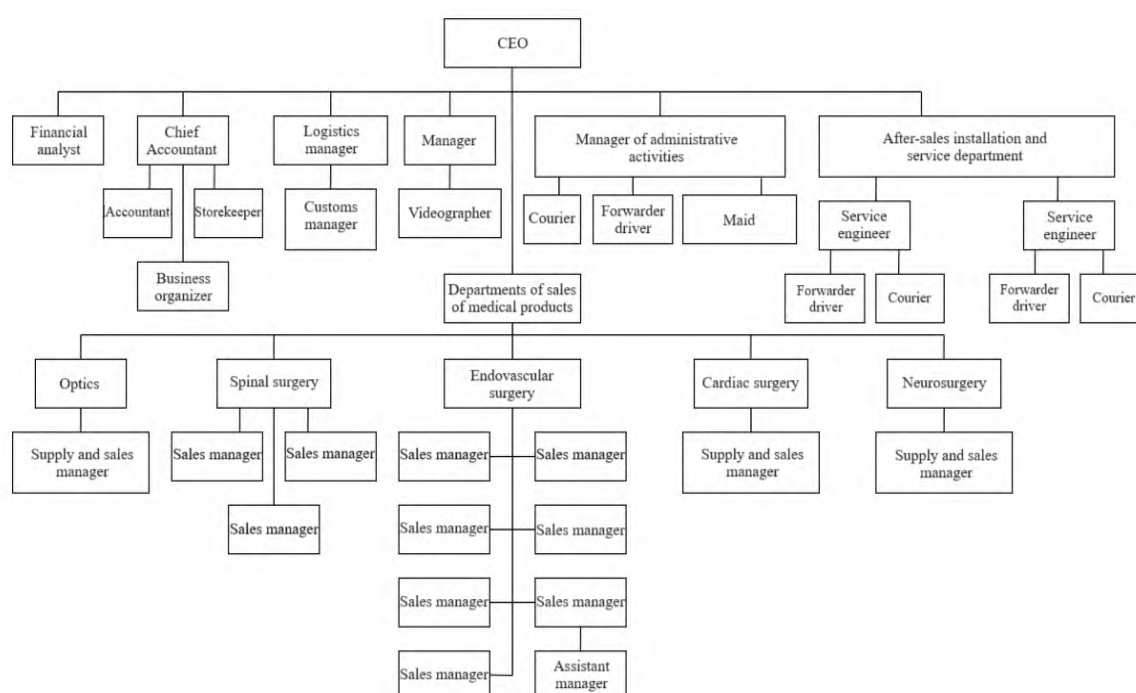 CEO
Financial
analyst
Chief
Accountant
Logistics
manager
Manager
Manager of administrative
activities
After-sales installation and
service department
Accountant
Storekeeper
Customs
manager
Videographer
Courier
Forwarder
driver
Maid
Service
engineer
Service
engineer
Business
organizer
Departments of sales
of medical products
Forwarder
driver
Courier
Forwarder
driver
Courier
Optics
Spinal surgery
Endovascular
surgery
Cardiac surgery
Neurosurgery
Supply and sales
manager
Sales manager
Sales manager
Sales manager
Sales manager
Supply and sales
manager
Supply and sales
manager
Sales manager
Sales manager
Sales manager
Sales manager
Sales manager
Sales manager
Assistant
manager